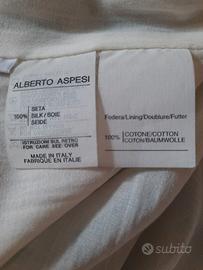 ALBERTO ASPESI
SETA
100% SILK/SOIE
SEIDE
ISTRUZIONI SUL RETRO
FOR CARE SEE OVER
MADE IN ITALY
FABRIQUE EN ITALIE
Federa/Lining/Doublure/Futter
100% COTONE/COTTON
COTON/BAUMWOLLE
subito